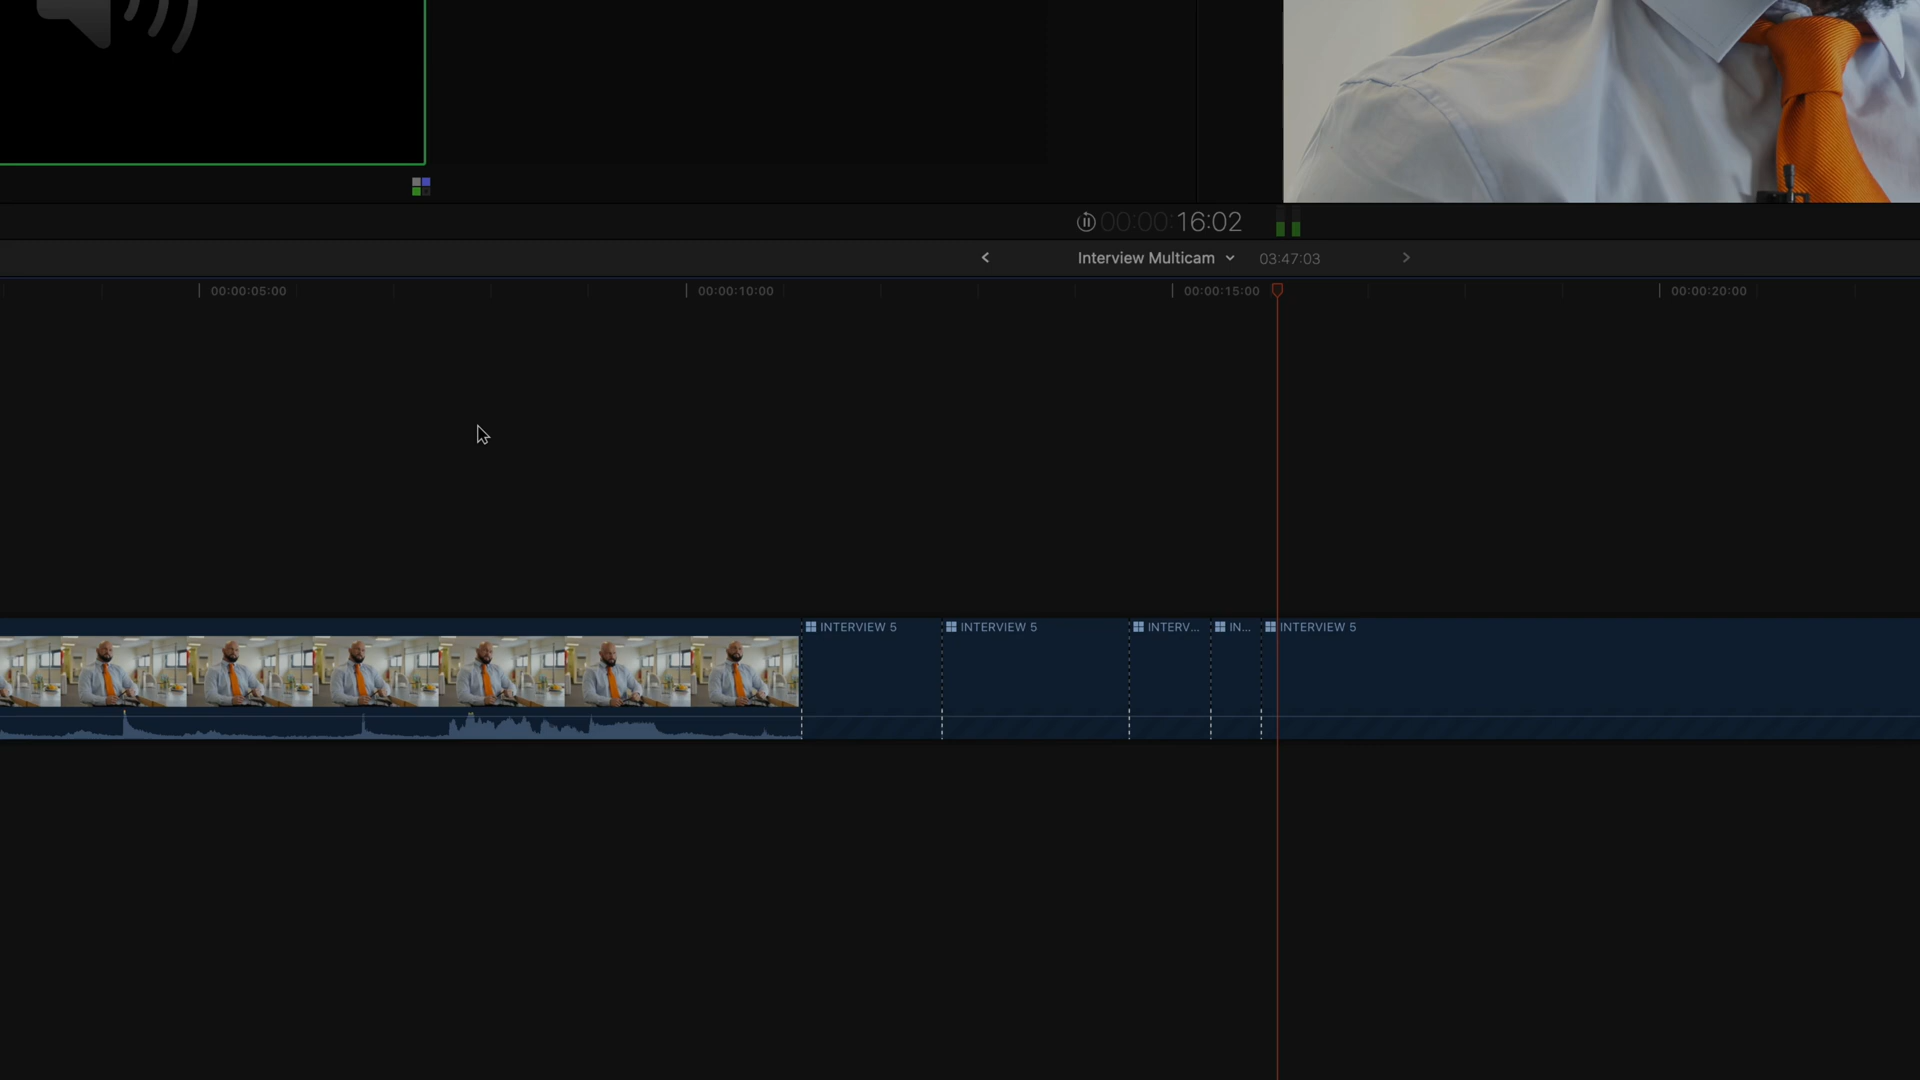 00:00:16:02
Interview Multicam 03:47:03
00:00:05:00 00:00:10:00 00:00:15:00 00:00:20:00
INTERVIEW 5 INTERVIEW 5 INTERV... IN... INTERVIEW 5